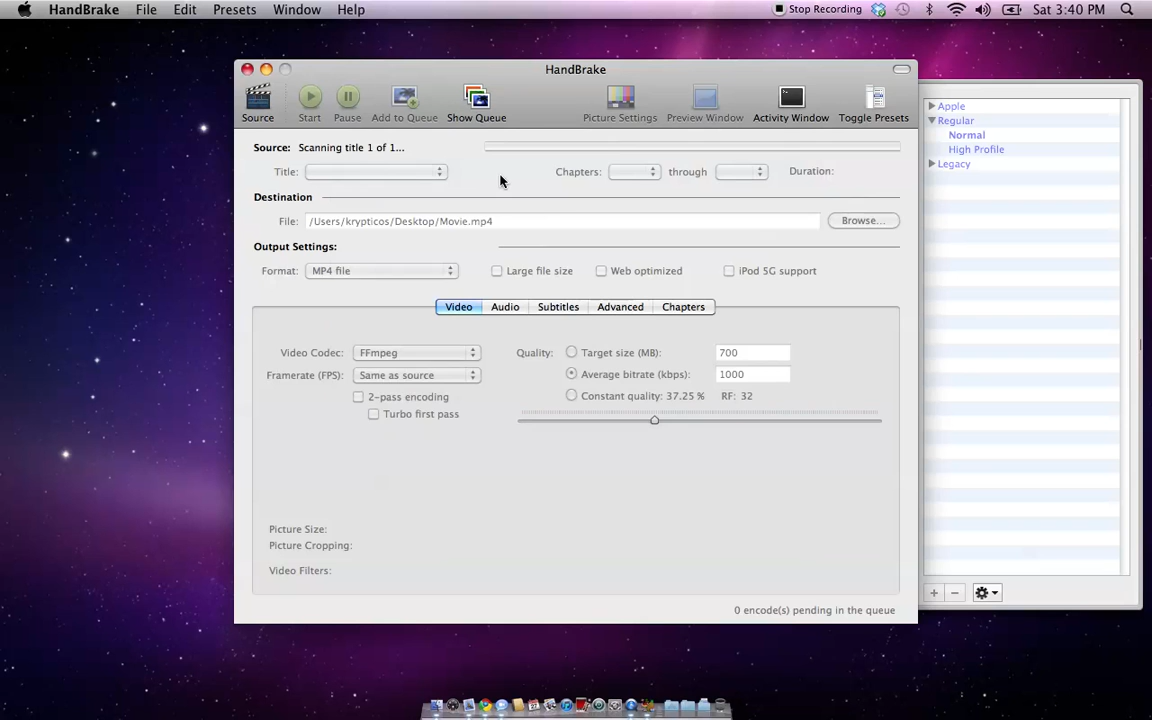 HandBrake File Edit Presets Window Help Stop Recording Sat 3:40 PM
HandBrake
Source Start Pause Add to Queue Show Queue Picture Settings Preview Window Activity Window Toggle Presets
Source: Scanning title 1 of 1...
Title: Chapters: through Duration:
Destination
File: /Users/krypticos/Desktop/Movie.mp4 Browse...
Output Settings:
Format: MP4 file Large file size Web optimized iPod 5G support
Video Audio Subtitles Advanced Chapters
Video Codec: FFmpeg Quality: Target size (MB): 700
Framerate (FPS): Same as source Average bitrate (kbps): 1000
2-pass encoding Constant quality: 37.25 % RF: 32
Turbo first pass
Picture Size:
Picture Cropping:
Video Filters:
0 encode(s) pending in the queue
Apple
Regular
Normal
High Profile
Legacy